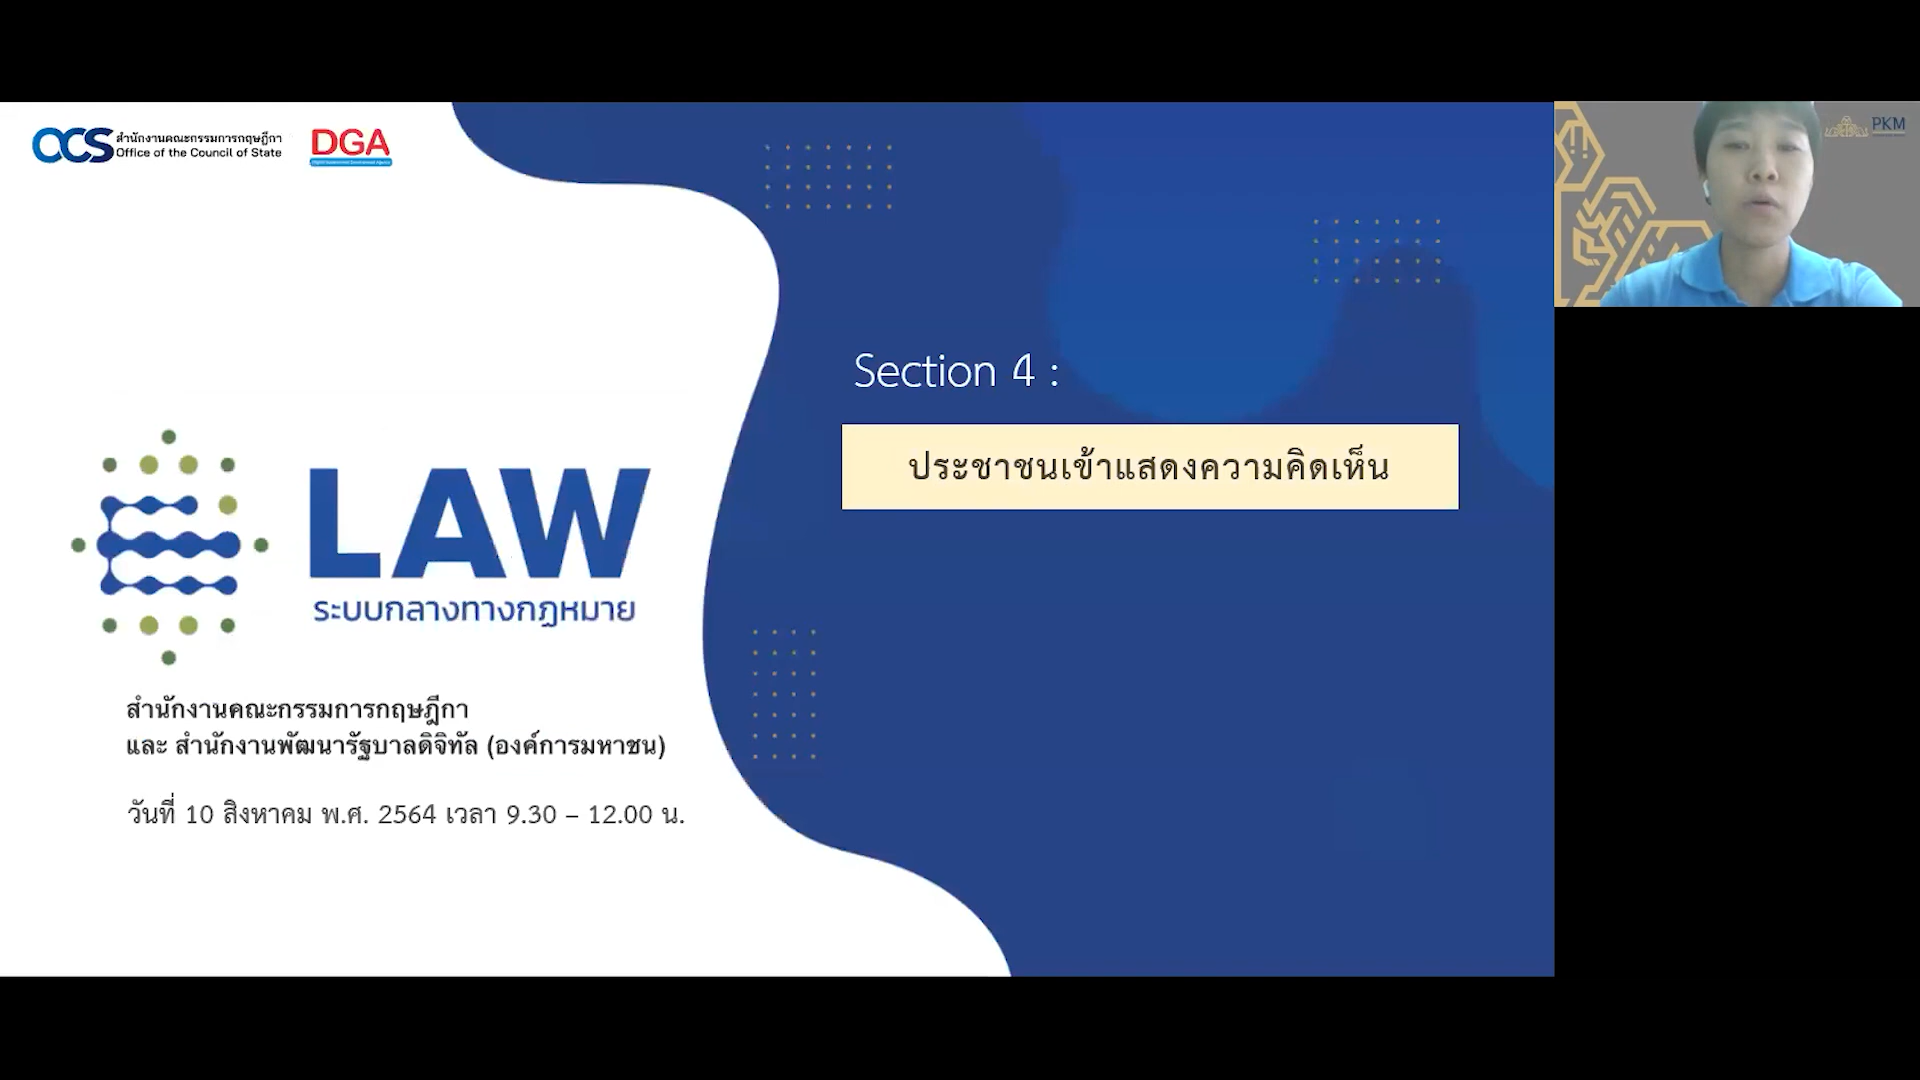 OCS สำนักงานคณะกรรมการกฤษฎีกา
Office of the Council of State
DGA
PKM
Section 4 :
ประชาชนเข้าแสดงความคิดเห็น
LAW
ระบบกลางทางกฎหมาย
สำนักงานคณะกรรมการกฤษฎีกา
และ สำนักงานพัฒนารัฐบาลดิจิทัล (องค์การมหาชน)
วันที่ 10 สิงหาคม พ.ศ. 2564 เวลา 9.30 – 12.00 น.